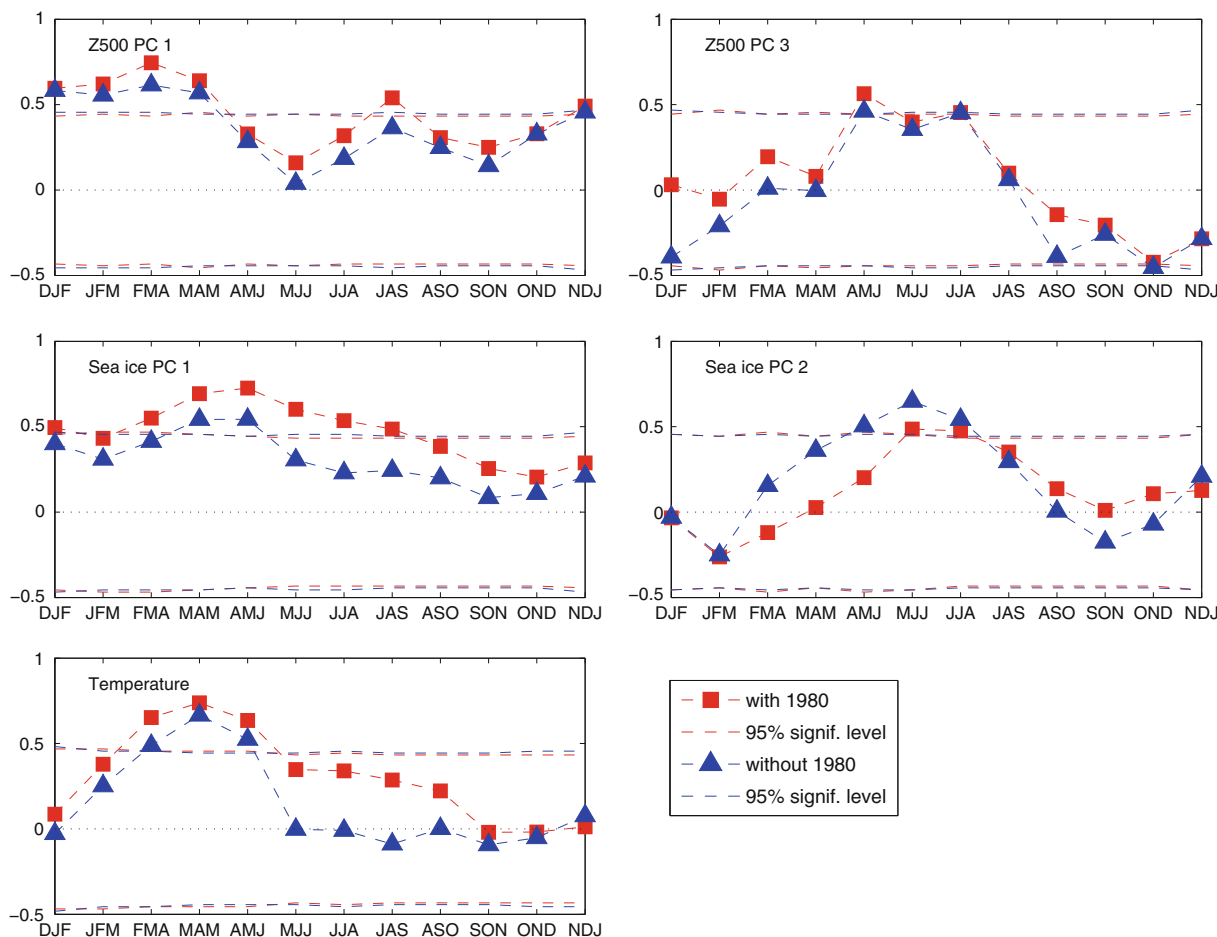 Z500 PC 1
1
0.5
0
−0.5
DJF JFM FMA MAM AMJ MJJ JJA JAS ASO SON OND NDJ
Z500 PC 3
1
0.5
0
−0.5
DJF JFM FMA MAM AMJ MJJ JJA JAS ASO SON OND NDJ
Sea ice PC 1
1
0.5
0
−0.5
DJF JFM FMA MAM AMJ MJJ JJA JAS ASO SON OND NDJ
Sea ice PC 2
1
0.5
0
−0.5
DJF JFM FMA MAM AMJ MJJ JJA JAS ASO SON OND NDJ
Temperature
1
0.5
0
−0.5
DJF JFM FMA MAM AMJ MJJ JJA JAS ASO SON OND NDJ
with 1980
95% signif. level
without 1980
95% signif. level